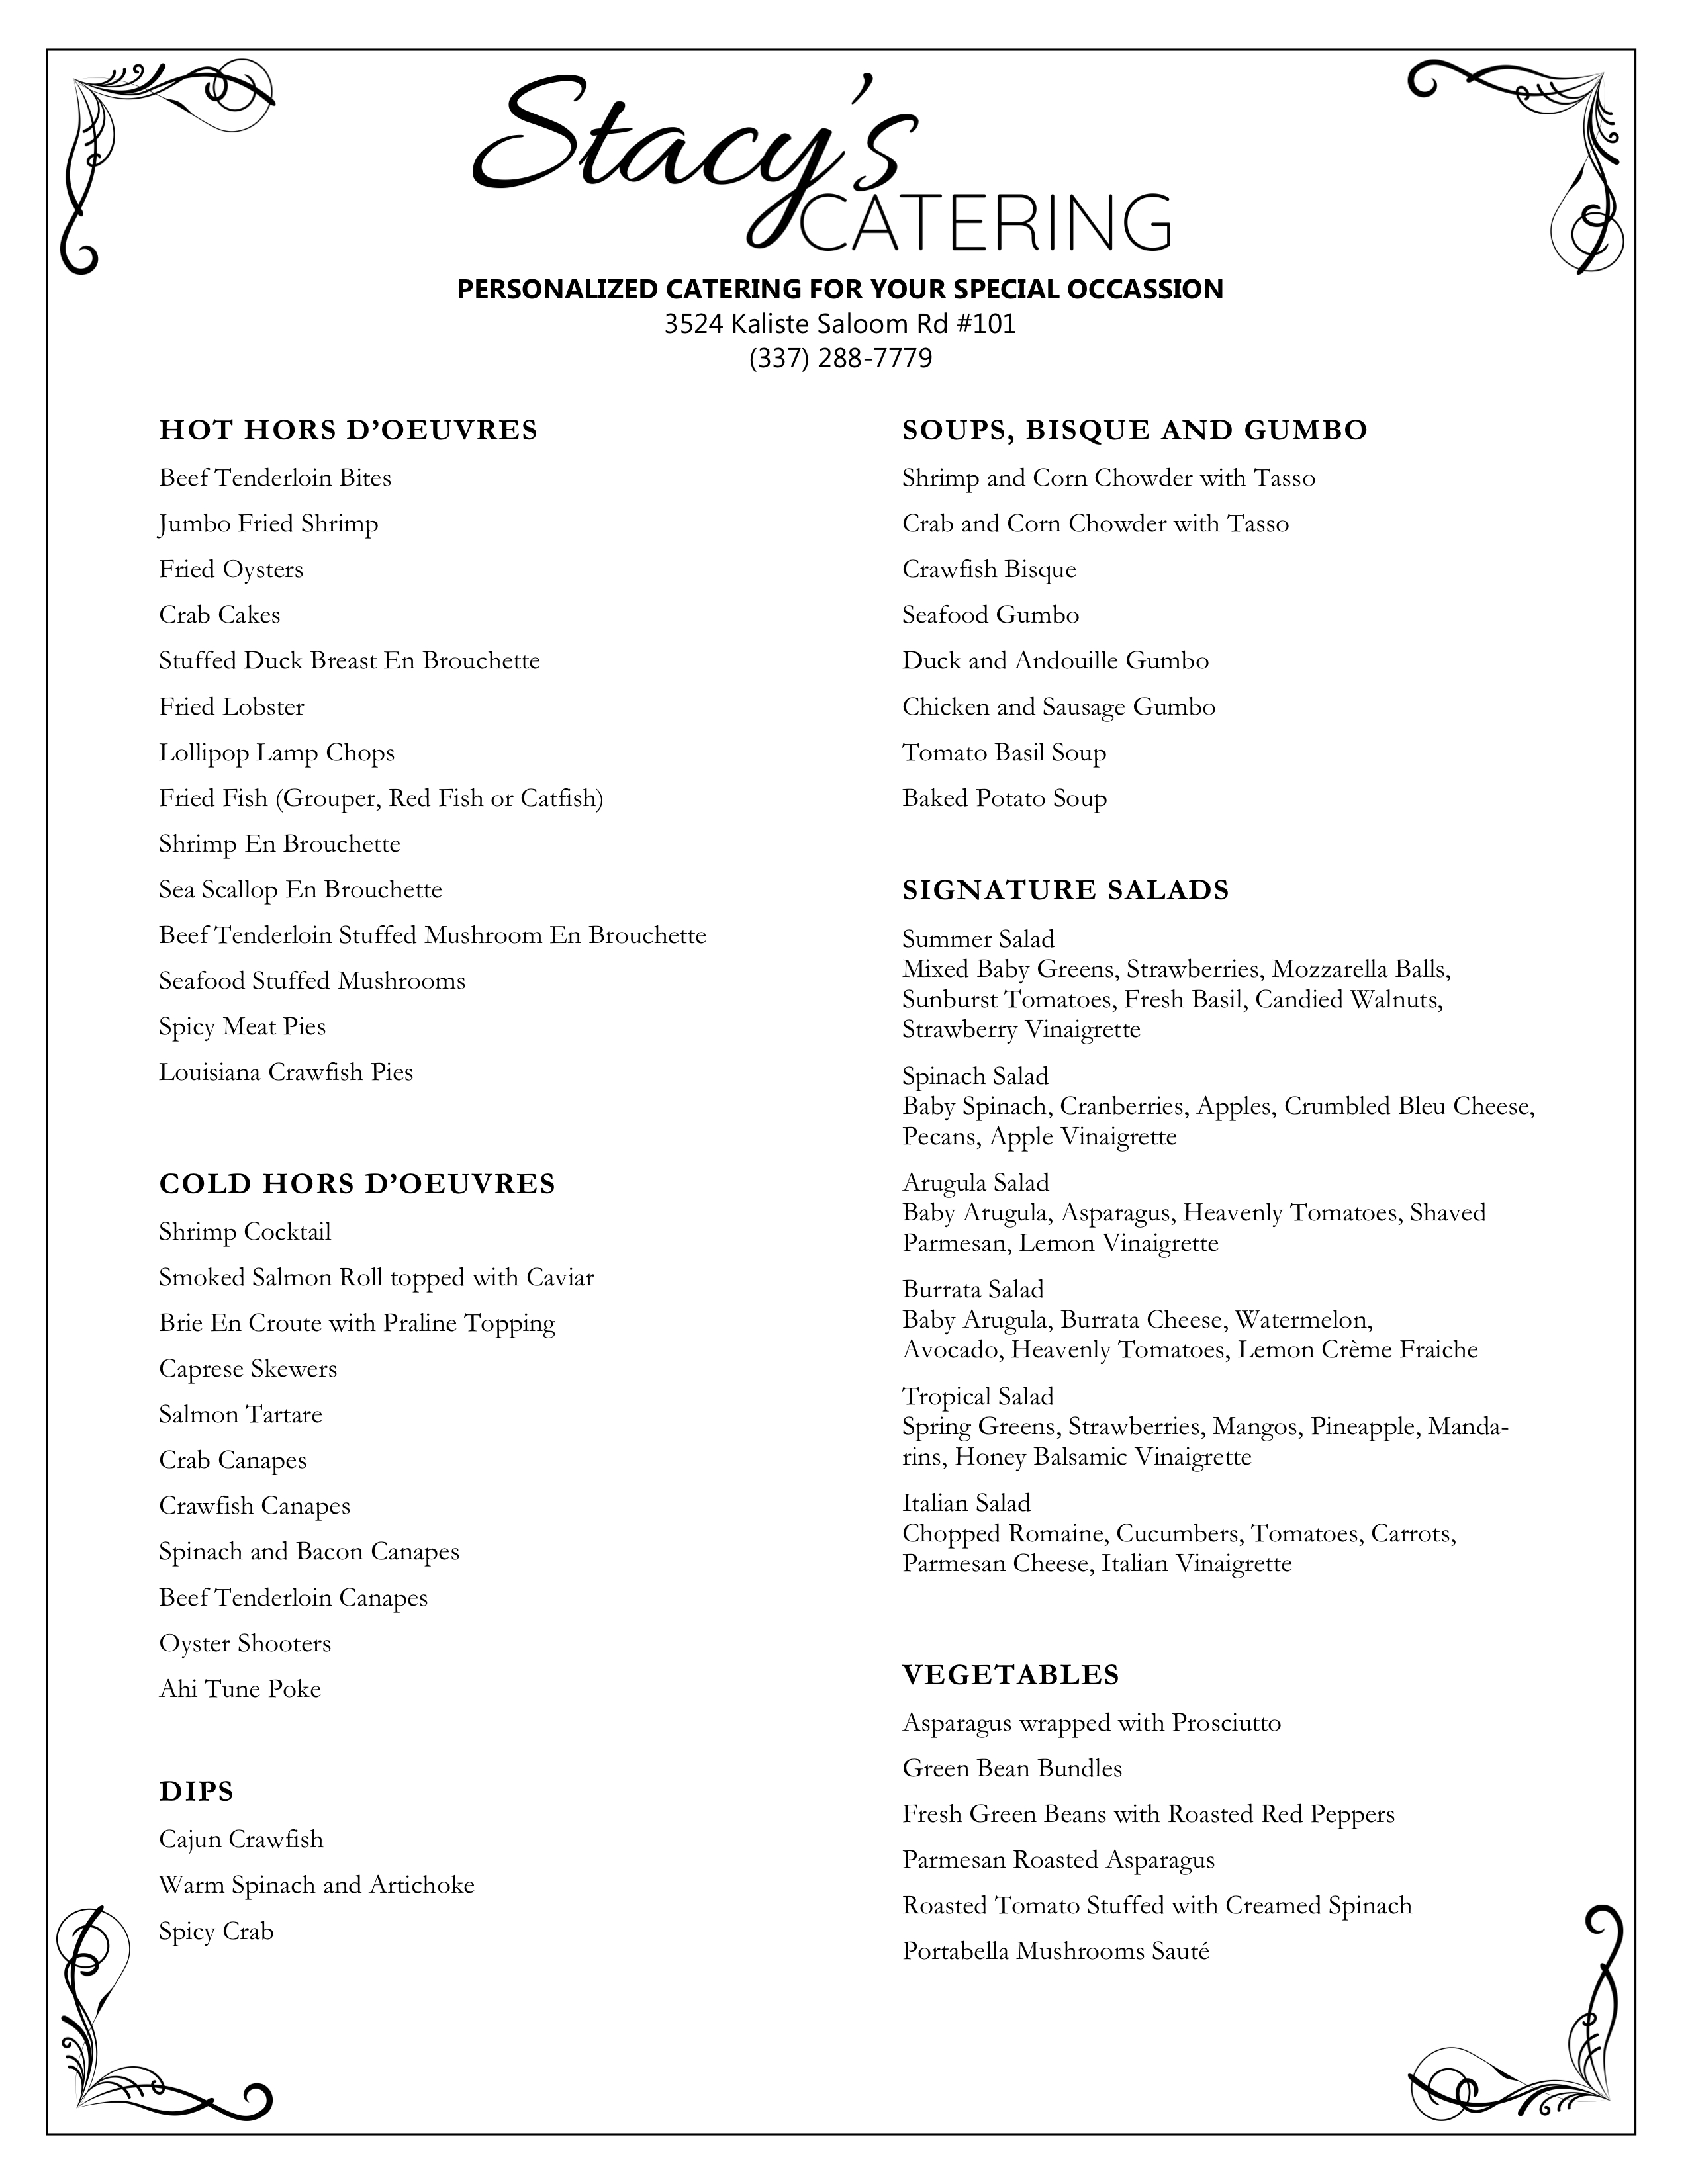 Stacy's
CATERING
PERSONALIZED CATERING FOR YOUR SPECIAL OCCASSION
3524 Kaliste Saloom Rd #101
(337) 288-7779
HOT HORS D’OEUVRES
Beef Tenderloin Bites
Jumbo Fried Shrimp
Fried Oysters
Crab Cakes
Stuffed Duck Breast En Brouchette
Fried Lobster
Lollipop Lamp Chops
Fried Fish (Grouper, Red Fish or Catfish)
Shrimp En Brouchette
Sea Scallop En Brouchette
Beef Tenderloin Stuffed Mushroom En Brouchette
Seafood Stuffed Mushrooms
Spicy Meat Pies
Louisiana Crawfish Pies
COLD HORS D’OEUVRES
Shrimp Cocktail
Smoked Salmon Roll topped with Caviar
Brie En Croute with Praline Topping
Caprese Skewers
Salmon Tartare
Crab Canapes
Crawfish Canapes
Spinach and Bacon Canapes
Beef Tenderloin Canapes
Oyster Shooters
Ahi Tune Poke
DIPS
Cajun Crawfish
Warm Spinach and Artichoke
Spicy Crab
SOUPS, BISQUE AND GUMBO
Shrimp and Corn Chowder with Tasso
Crab and Corn Chowder with Tasso
Crawfish Bisque
Seafood Gumbo
Duck and Andouille Gumbo
Chicken and Sausage Gumbo
Tomato Basil Soup
Baked Potato Soup
SIGNATURE SALADS
Summer Salad
Mixed Baby Greens, Strawberries, Mozzarella Balls,
Sunburst Tomatoes, Fresh Basil, Candied Walnuts,
Strawberry Vinaigrette
Spinach Salad
Baby Spinach, Cranberries, Apples, Crumbled Bleu Cheese,
Pecans, Apple Vinaigrette
Arugula Salad
Baby Arugula, Asparagus, Heavenly Tomatoes, Shaved
Parmesan, Lemon Vinaigrette
Burrata Salad
Baby Arugula, Burrata Cheese, Watermelon,
Avocado, Heavenly Tomatoes, Lemon Crème Fraiche
Tropical Salad
Spring Greens, Strawberries, Mangos, Pineapple, Manda-
rins, Honey Balsamic Vinaigrette
Italian Salad
Chopped Romaine, Cucumbers, Tomatoes, Carrots,
Parmesan Cheese, Italian Vinaigrette
VEGETABLES
Asparagus wrapped with Prosciutto
Green Bean Bundles
Fresh Green Beans with Roasted Red Peppers
Parmesan Roasted Asparagus
Roasted Tomato Stuffed with Creamed Spinach
Portabella Mushrooms Sauté